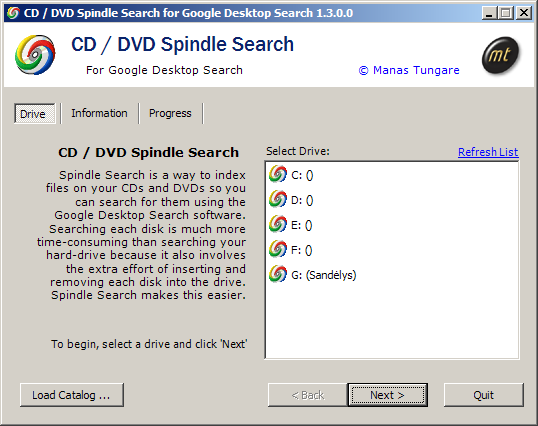 CD / DVD Spindle Search for Google Desktop Search 1.3.0.0
CD / DVD Spindle Search
For Google Desktop Search
© Manas Tungare
mt
Drive
Information
Progress
CD / DVD Spindle Search
Spindle Search is a way to index
files on your CDs and DVDs so you
can search for them using the
Google Desktop Search software.
Searching each disk is much more
time-consuming than searching your
hard-drive because it also involves
the extra effort of inserting and
removing each disk into the drive.
Spindle Search makes this easier.
To begin, select a drive and click 'Next'
Select Drive:
Refresh List
C: ()
D: ()
E: ()
F: ()
G: (Sandėlys)
Load Catalog ...
< Back
Next >
Quit